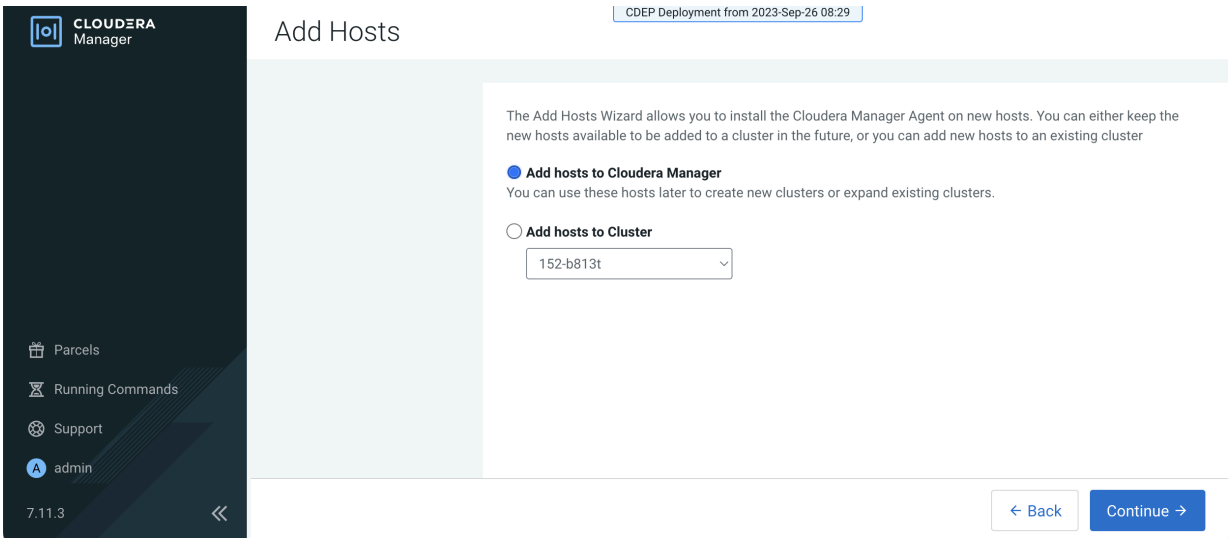 CLOUDERA
Manager
Add Hosts
CDEP Deployment from 2023-Sep-26 08:29
The Add Hosts Wizard allows you to install the Cloudera Manager Agent on new hosts. You can either keep the
new hosts available to be added to a cluster in the future, or you can add new hosts to an existing cluster
Add hosts to Cloudera Manager
You can use these hosts later to create new clusters or expand existing clusters.
Add hosts to Cluster
152-b813t
Parcels
Running Commands
Support
A admin
7.11.3
← Back
Continue →